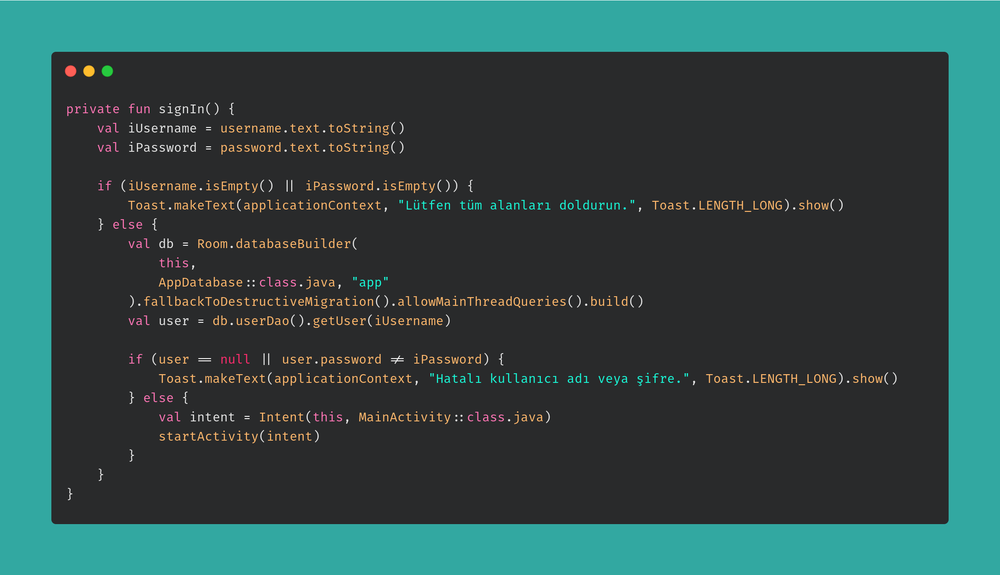 private fun signIn() {
    val iUsername = username.text.toString()
    val iPassword = password.text.toString()

    if (iUsername.isEmpty() || iPassword.isEmpty()) {
        Toast.makeText(applicationContext, "Lütfen tüm alanları doldurun.", Toast.LENGTH_LONG).show()
    } else {
        val db = Room.databaseBuilder(
            this,
            AppDatabase::class.java, "app"
        ).fallbackToDestructiveMigration().allowMainThreadQueries().build()
        val user = db.userDao().getUser(iUsername)

        if (user == null || user.password != iPassword) {
            Toast.makeText(applicationContext, "Hatalı kullanıcı adı veya şifre.", Toast.LENGTH_LONG).show()
        } else {
            val intent = Intent(this, MainActivity::class.java)
            startActivity(intent)
        }
    }
}